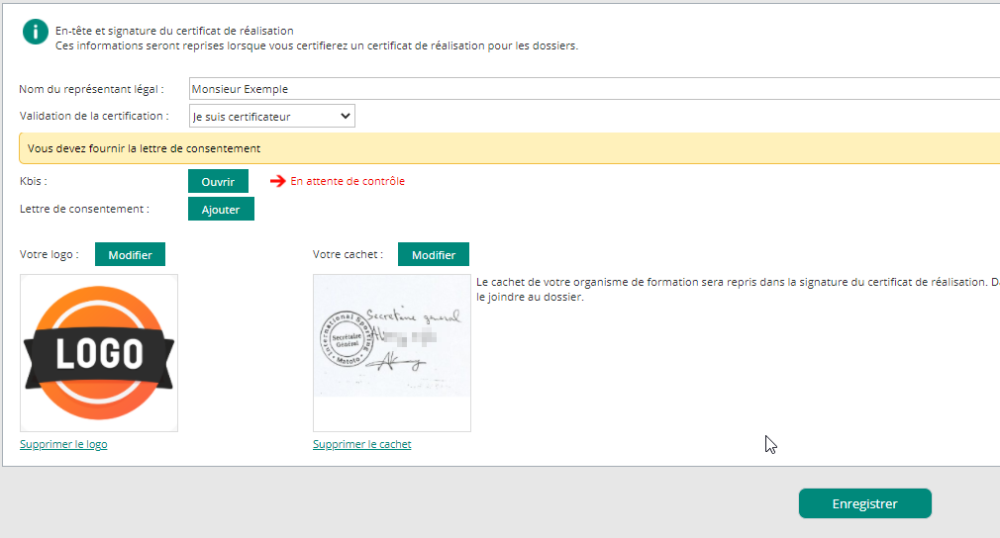 En-tête et signature du certificat de réalisation
Ces informations seront reprises lorsque vous certifierez un certificat de réalisation pour les dossiers.
Nom du représentant légal : Monsieur Exemple
Validation de la certification : Je suis certificateur
Vous devez fournir la lettre de consentement
Kbis : Ouvrir En attente de contrôle
Lettre de consentement : Ajouter
Votre logo : Modifier Votre cachet : Modifier
Le cachet de votre organisme de formation sera repris dans la signature du certificat de réalisation.
le joindre au dossier.
LOGO
International Sporting
Secrétaire
Général
Matoto
Supprimer le logo Supprimer le cachet
Enregistrer